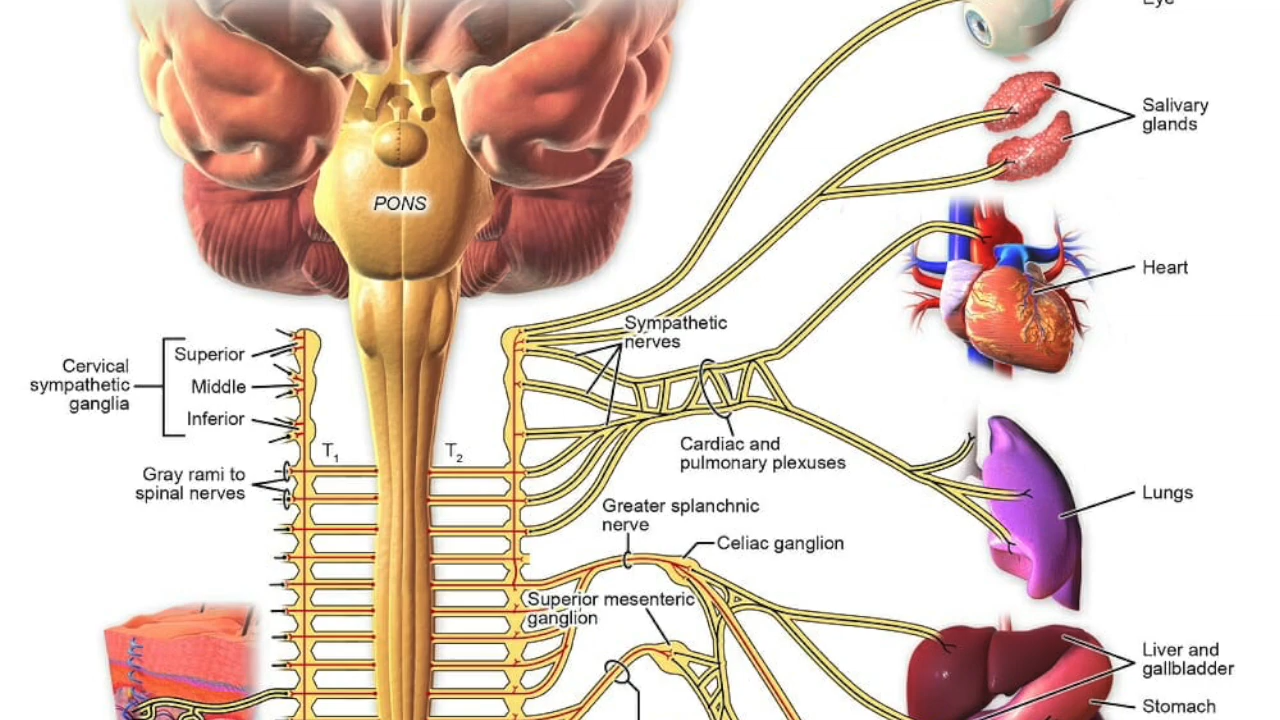 Eye
Salivary
glands
PONS
Heart
Sympathetic
nerves
Cervical
sympathetic
ganglia
Superior
Middle
Inferior
T1
T2
Cardiac and
pulmonary plexuses
Gray rami to
spinal nerves
Lungs
Greater splanchnic
nerve
Celiac ganglion
Superior mesenteric
ganglion
Liver and
gallbladder
Stomach